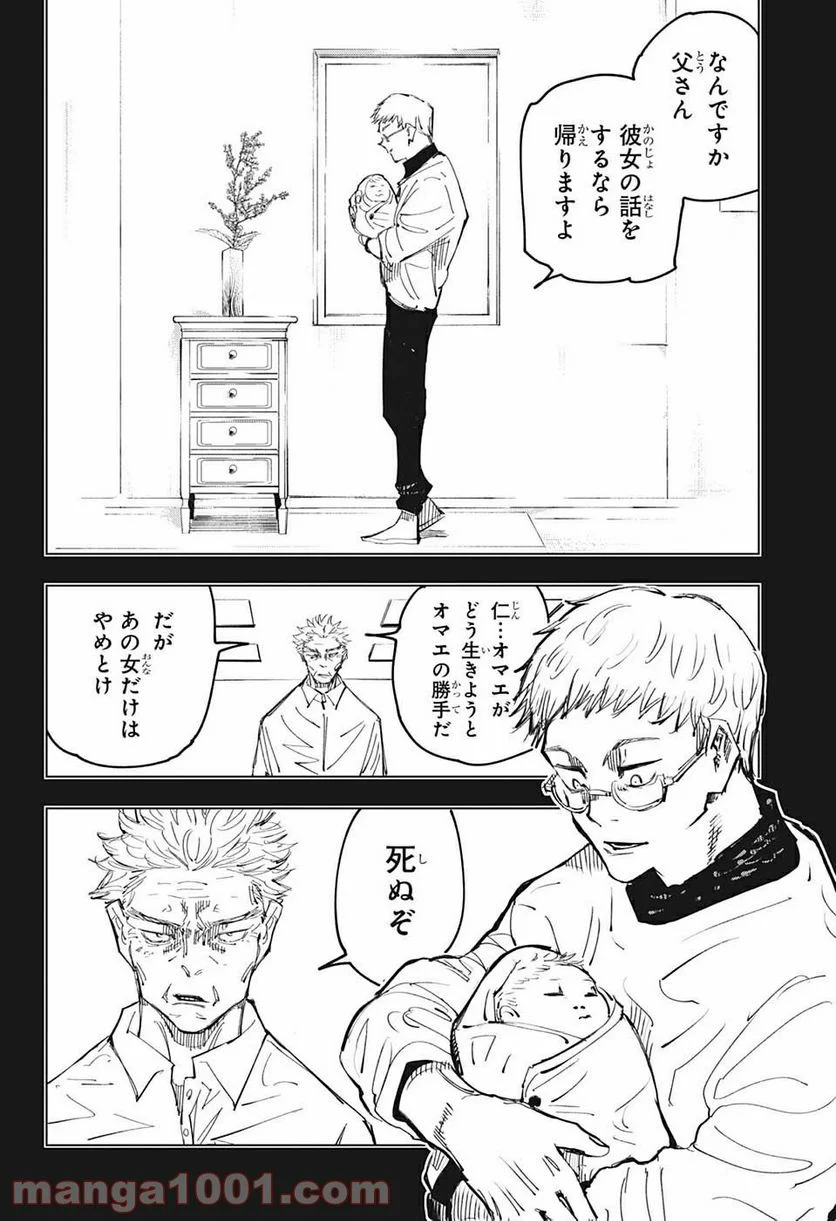 なんですか
父さん
彼女の話を
するなら
帰りますよ
仁…オマエが
どう生きようと
オマエの勝手だ
だが
あの女だけは
やめとけ
死ぬぞ
manga1001.com